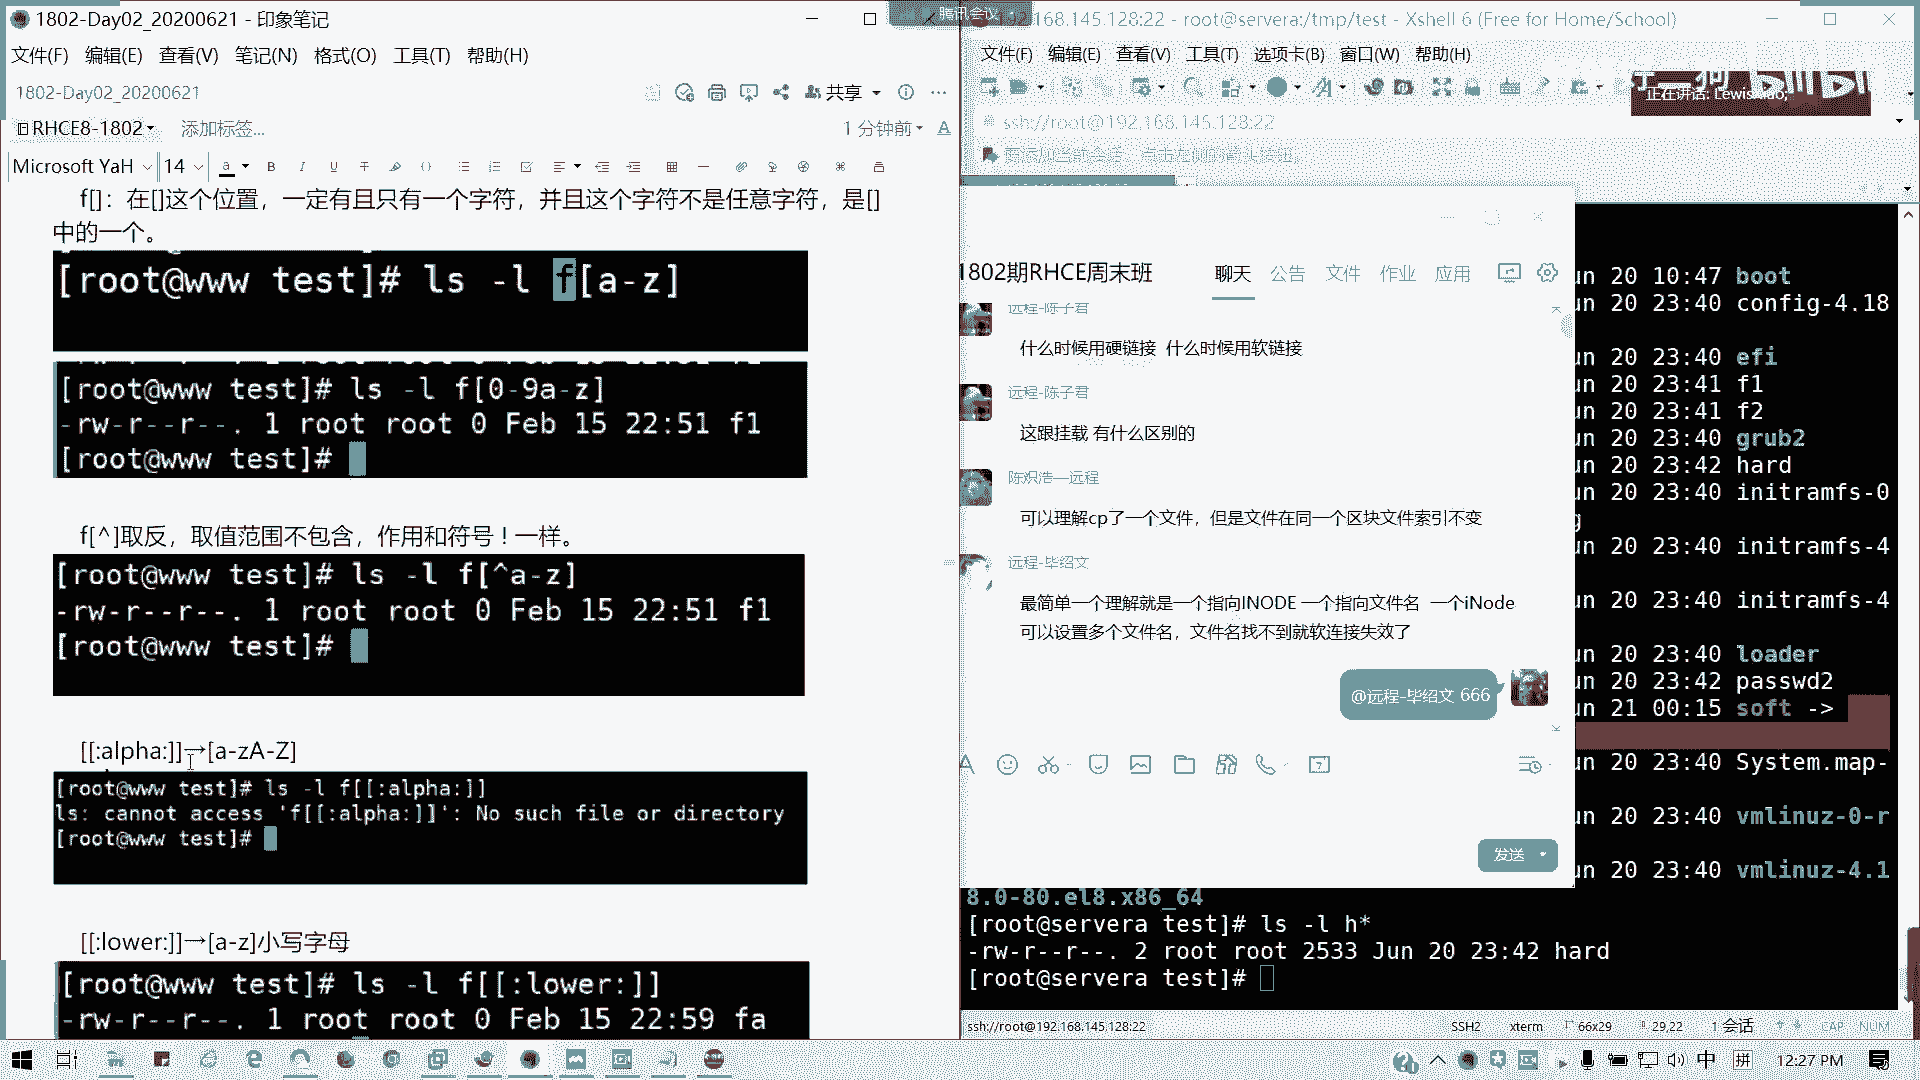 1802-Day02_20200621 - 印象笔记
文件(F) 编辑(E) 查看(V) 笔记(N) 格式(O) 工具(T) 帮助(H)
1802-Day02_20200621
共享
RHCE8-1802 添加标签... 1 分钟前
Microsoft YaH 14
f[]：在[]这个位置，一定有且只有一个字符，并且这个字符不是任意字符，是[]
中的一个。
[root@www test]# ls -l f[a-z]
[root@www test]# ls -l f[0-9a-z]
-rw-r--r--. 1 root root 0 Feb 15 22:51 f1
[root@www test]#
f[^]取反，取值范围不包含，作用和符号 ! 一样。
[root@www test]# ls -l f[^a-z]
-rw-r--r--. 1 root root 0 Feb 15 22:51 f1
[root@www test]#
[[:alpha:]]→[a-zA-Z]
[root@www test]# ls -l f[[:alpha:]]
ls: cannot access 'f[[:alpha:]]': No such file or directory
[root@www test]#
[[:lower:]]→[a-z]小写字母
[root@www test]# ls -l f[[:lower:]]
-rw-r--r--. 1 root root 0 Feb 15 22:59 fa
腾讯会议
.168.145.128:22 - root@servera:/tmp/test - Xshell 6 (Free for Home/School)
文件(F) 编辑(E) 查看(V) 工具(T) 选项卡(B) 窗口(W) 帮助(H)
正在讲话: Lewis
ssh://root@192.168.145.128:22
要添加当前会话，点击左侧的箭头按钮。
1802期RHCE周末班 聊天 公告 文件 作业 应用
远程-陈子君
什么时候用硬链接 什么时候用软链接
远程-陈子君
这跟挂载 有什么区别的
陈炽浩—远程
可以理解cp了一个文件，但是文件在同一个区块文件索引不变
远程-毕绍文
最简单一个理解就是一个指向INODE 一个指向文件名 一个iNode
可以设置多个文件名，文件名找不到就软连接失效了
@远程-毕绍文 666
发送
un 20 10:47 boot
un 20 23:40 config-4.18
un 20 23:40 efi
un 20 23:41 f1
un 20 23:41 f2
un 20 23:40 grub2
un 20 23:42 hard
un 20 23:40 initramfs-0
g
un 20 23:40 initramfs-4
un 20 23:40 initramfs-4
un 20 23:40 loader
un 20 23:42 passwd2
un 21 00:15 soft ->
un 20 23:40 System.map-
un 20 23:40 vmlinuz-0-r
un 20 23:40 vmlinuz-4.1
8.0-80.el8.x86_64
[root@servera test]# ls -l h*
-rw-r--r--. 2 root root 2533 Jun 20 23:42 hard
[root@servera test]#
ssh://root@192.168.145.128:22 SSH2 xterm 66x29 29,22 1 会话 CAP NUM
中 拼 12:27 PM